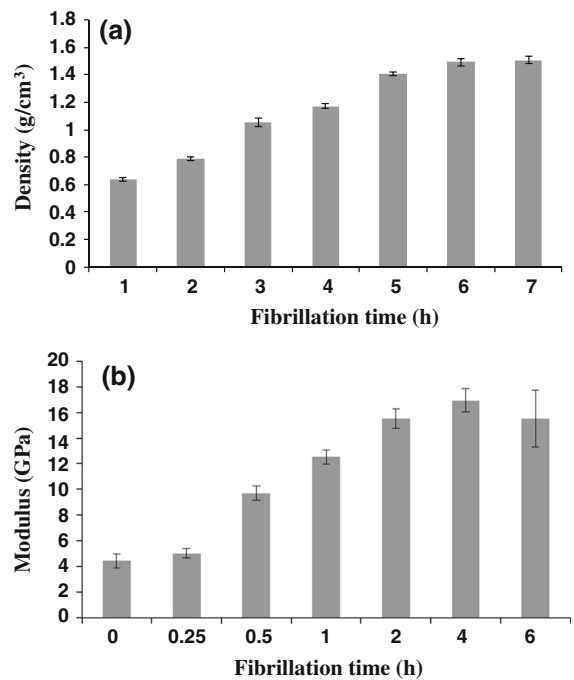 (a)
Density (g/cm³)
1.8
1.6
1.4
1.2
1
0.8
0.6
0.4
0.2
0
1 2 3 4 5 6 7
Fibrillation time (h)
(b)
Modulus (GPa)
20
18
16
14
12
10
8
6
4
2
0
0 0.25 0.5 1 2 4 6
Fibrillation time (h)